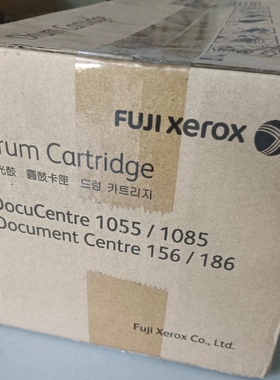 FUJI xerox
rum Cartridge
光鼓 圓鼓卡匣 드럼 카트리지
DocuCentre 1055 / 1085
Document Centre 156 / 186
Fuji Xerox Co., Ltd.